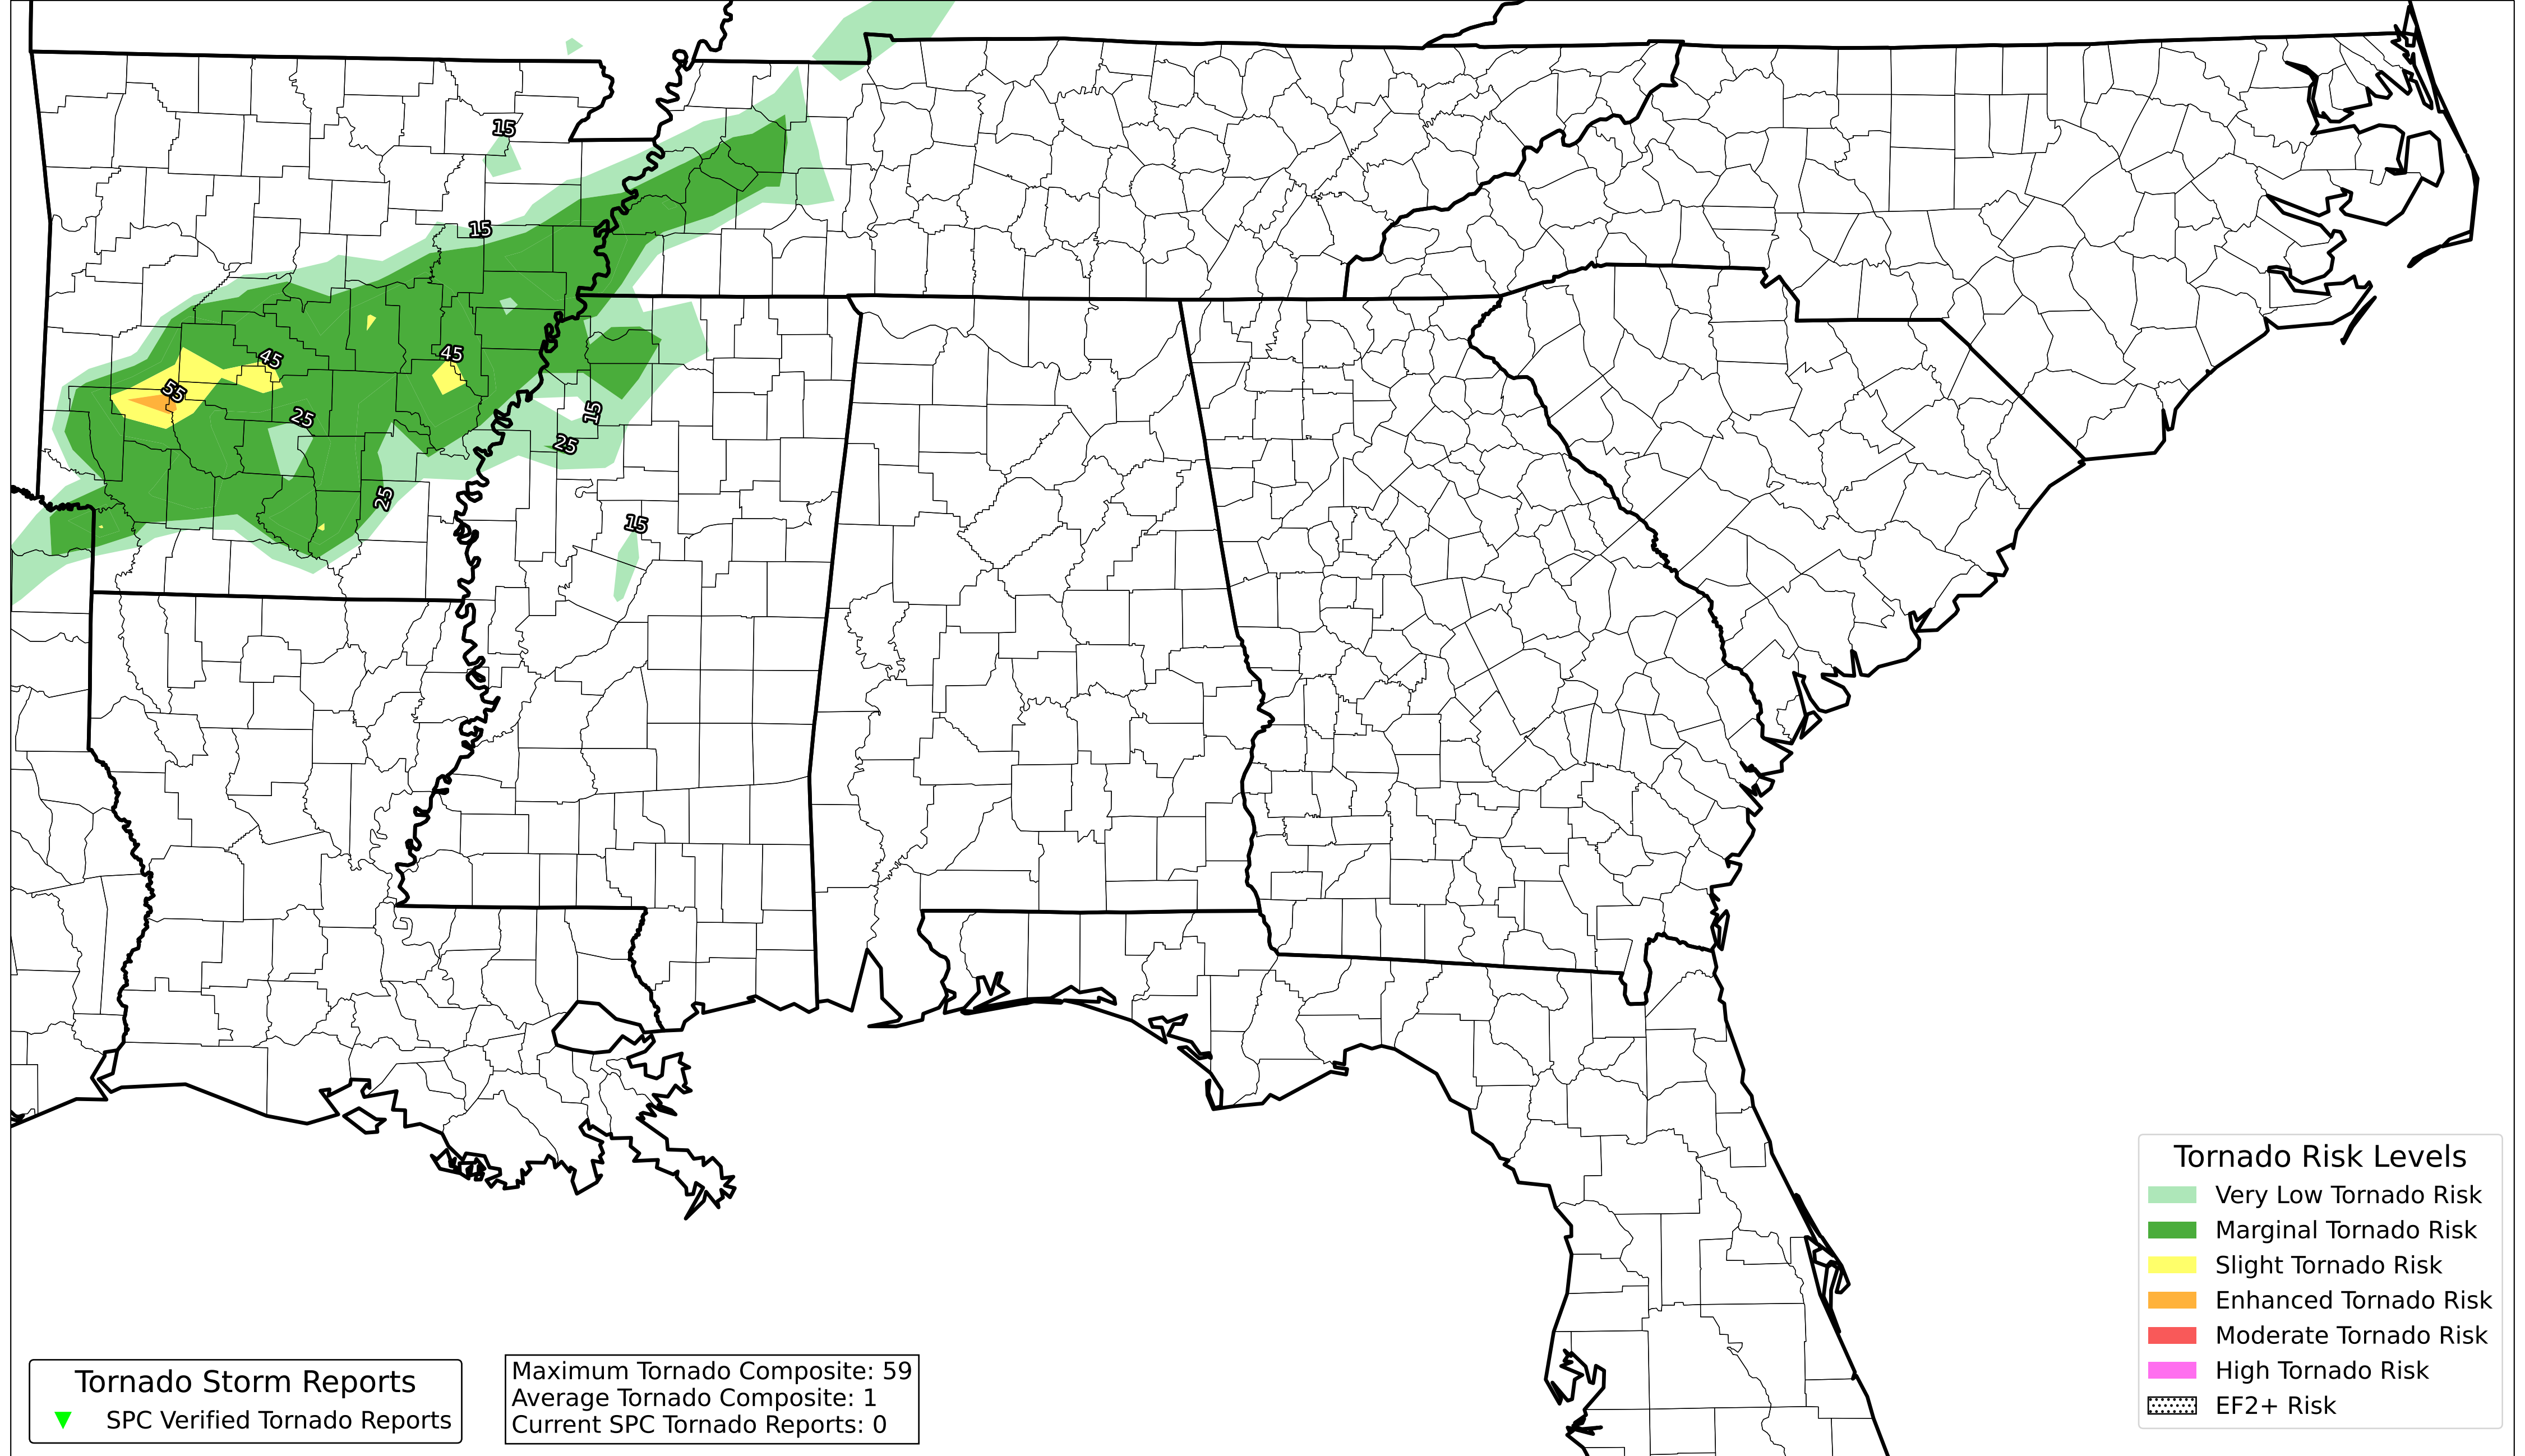 15
15
45
45
55
15
25
25
25
15
Tornado Risk Levels
Very Low Tornado Risk
Marginal Tornado Risk
Slight Tornado Risk
Enhanced Tornado Risk
Moderate Tornado Risk
High Tornado Risk
EF2+ Risk
Tornado Storm Reports
SPC Verified Tornado Reports
Maximum Tornado Composite: 59
Average Tornado Composite: 1
Current SPC Tornado Reports: 0